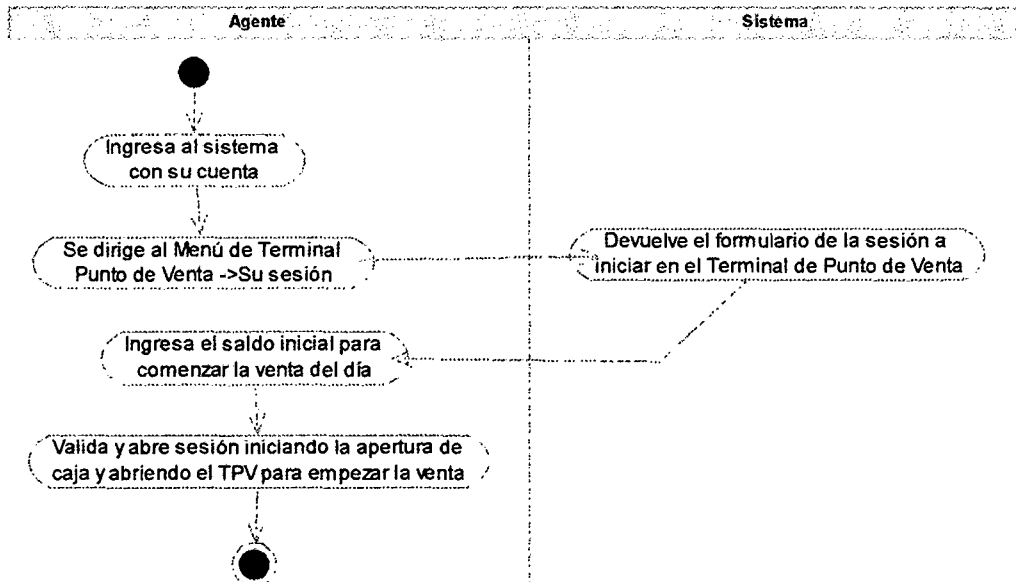 Agente
Sistema
Ingresa al sistema
con su cuenta
Se dirige al Menú de Terminal
Punto de Venta ->Su sesión
Devuelve el formulario de la sesión a
iniciar en el Terminal de Punto de Venta
Ingresa el saldo inicial para
comenzar la venta del día
Valida y abre sesión iniciando la apertura de
caja y abriendo el TPV para empezar la venta